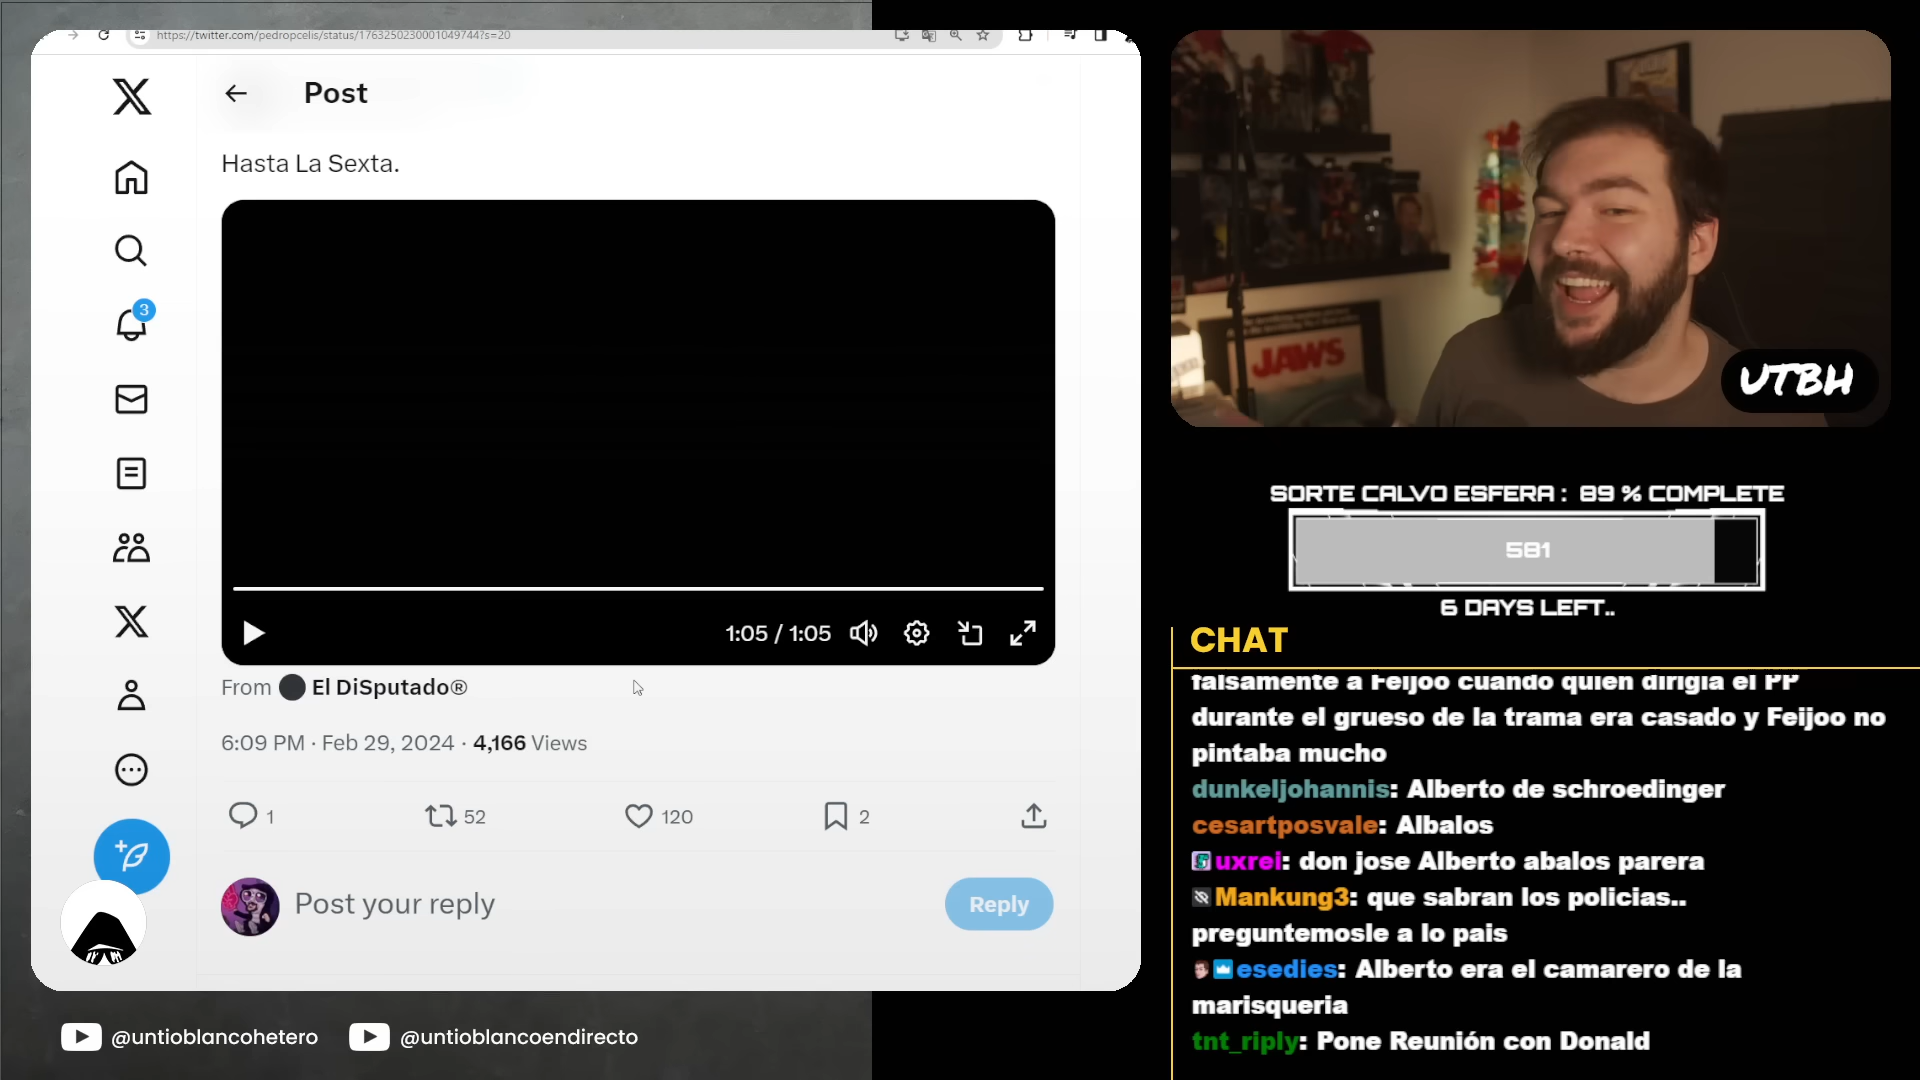 https://twitter.com/pedropcelis/status/1763250230001049744?s=20
Post
Hasta La Sexta.
3
1:05 / 1:05
From El DiSputado®
6:09 PM · Feb 29, 2024 · 4,166 Views
1
52
120
2
Post your reply
Reply
@untioblancohetero
@untioblancoendirecto
JAWS
UTBH
SORTE CALVO ESFERA : 89 % COMPLETE
581
6 DAYS LEFT..
CHAT
falsamente a Feijoo cuando quien dirigia el PP
durante el grueso de la trama era casado y Feijoo no
pintaba mucho
dunkeljohannis: Alberto de schroedinger
cesartposvale: Albalos
uxrei: don jose Alberto abalos parera
Mankung3: que sabran los policias..
preguntemosle a lo pais
esedies: Alberto era el camarero de la
marisqueria
tnt_riply: Pone Reunión con Donald